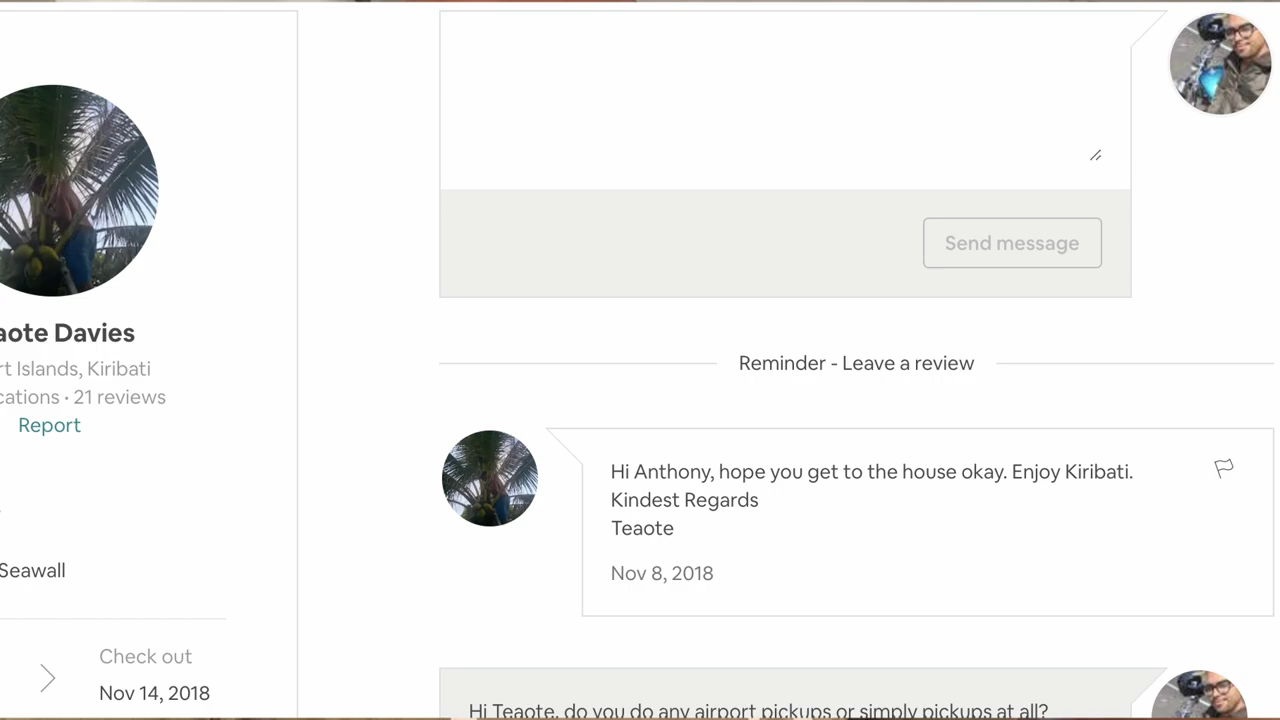 aote Davies
rt Islands, Kiribati
cations · 21 reviews
Report
Seawall
Check out
Nov 14, 2018
Send message
Reminder - Leave a review
Hi Anthony, hope you get to the house okay. Enjoy Kiribati.
Kindest Regards
Teaote
Nov 8, 2018
Hi Teaote, do you do any airport pickups or simply pickups at all?